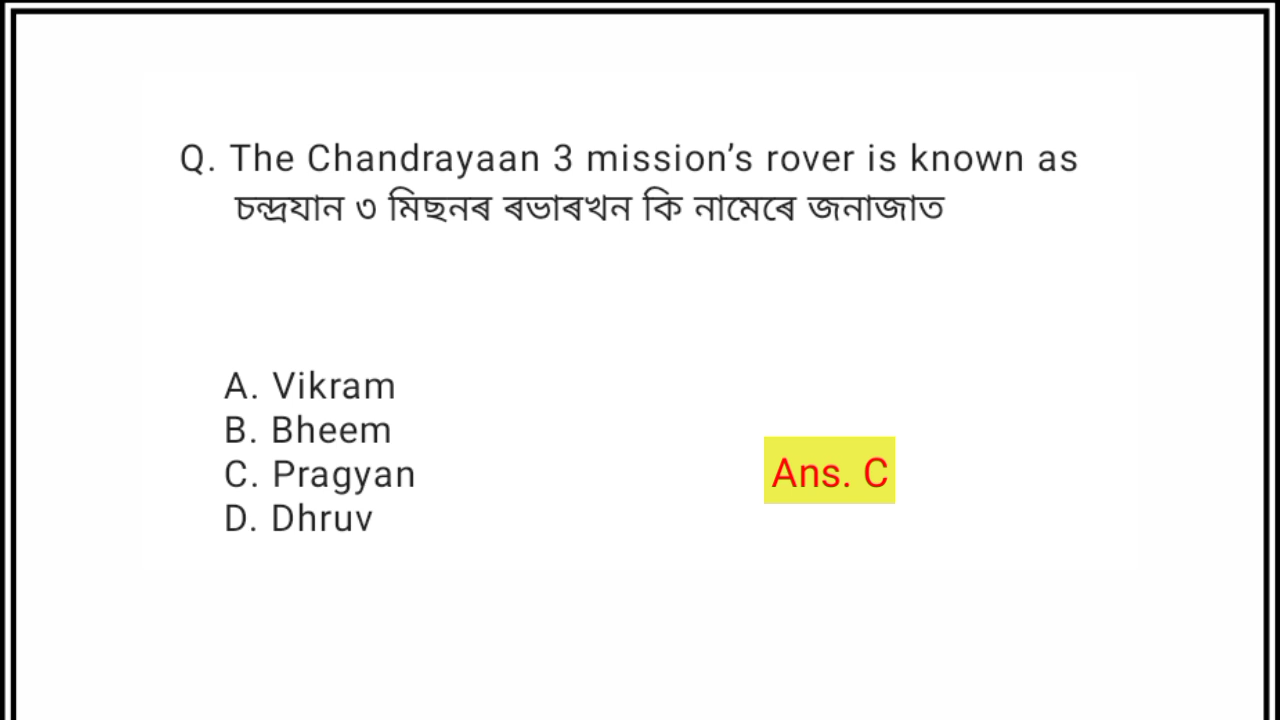 Q. The Chandrayaan 3 mission’s rover is known as
চন্দ্ৰযান ৩ মিছনৰ ৰভাৰখন কি নামেৰে জনাজাত
A. Vikram
B. Bheem
C. Pragyan
D. Dhruv
Ans. C